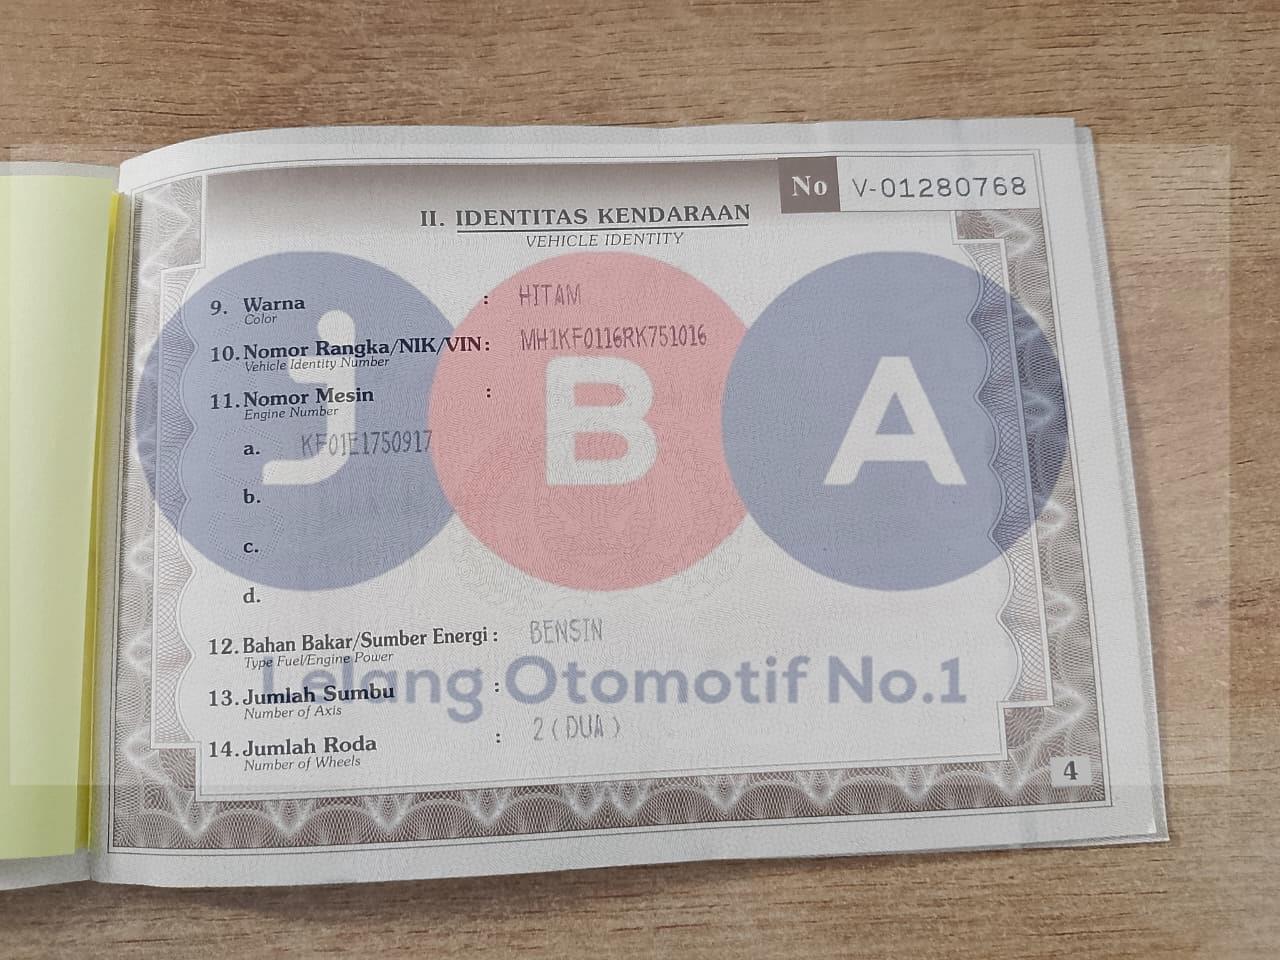 No V-01280768
II. IDENTITAS KENDARAAN
VEHICLE IDENTITY
9. Warna : HITAM
Color
10. Nomor Rangka/NIK/VIN : MH1KF0116RK751016
Vehicle Identity Number
11. Nomor Mesin :
Engine Number
a. KF01E1750917
b.
c.
d.
12. Bahan Bakar/Sumber Energi : BENSIN
Type Fuel/Engine Power
13. Jumlah Sumbu :
Number of Axis
14. Jumlah Roda : 2 ( DUA )
Number of Wheels
4
JBA
Lelang Otomotif No.1